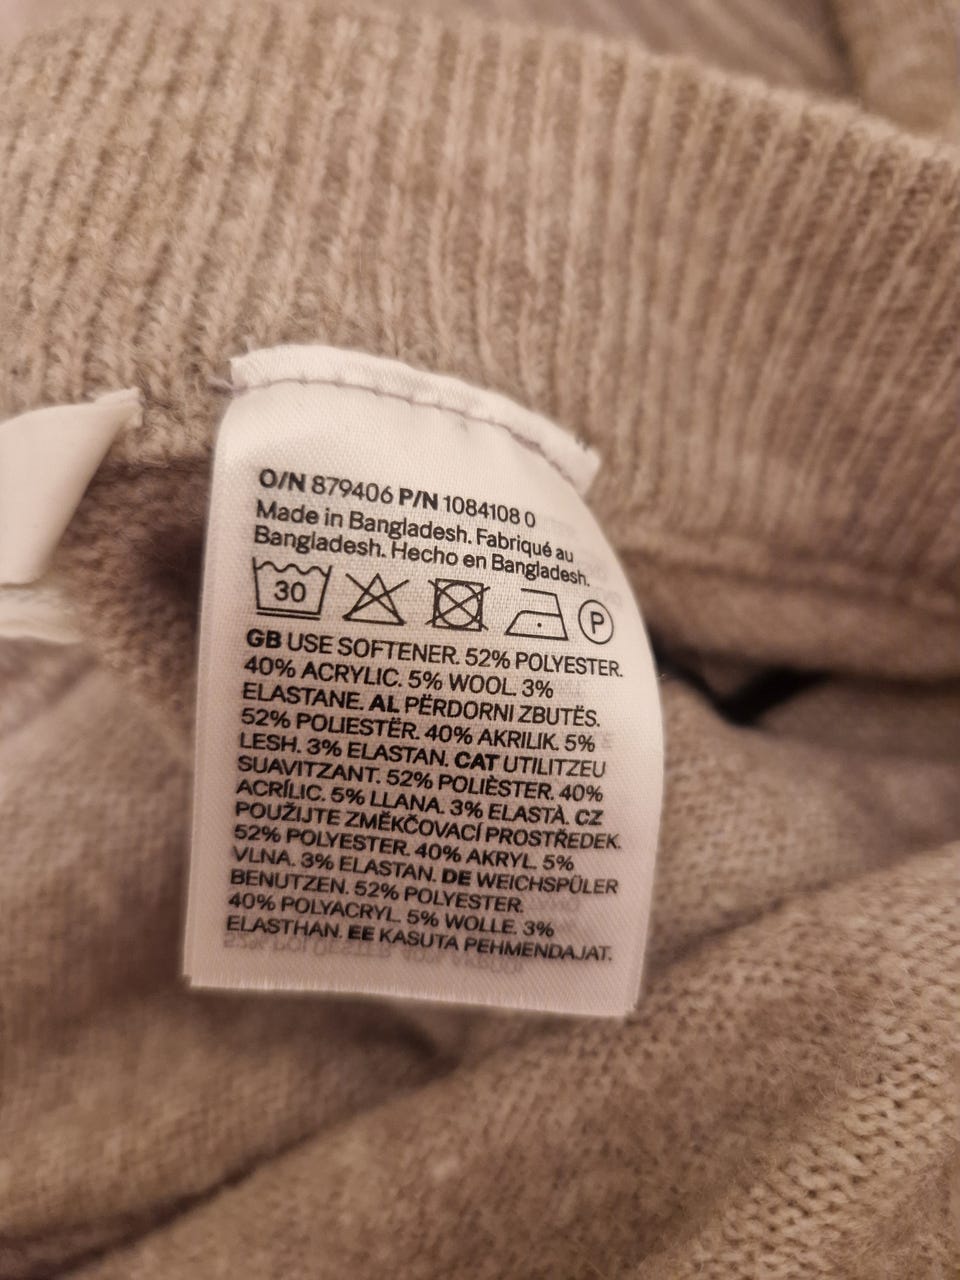 O/N 879406 P/N 1084108 0
Made in Bangladesh. Fabriqué au
Bangladesh. Hecho en Bangladesh.
30 P
GB USE SOFTENER. 52% POLYESTER.
40% ACRYLIC. 5% WOOL. 3%
ELASTANE. AL PËRDORNI ZBUTËS.
52% POLIESTËR. 40% AKRILIK. 5%
LESH. 3% ELASTAN. CAT UTILITZEU
SUAVITZANT. 52% POLIÈSTER. 40%
ACRÍLIC. 5% LLANA. 3% ELASTÀ. CZ
POUŽIJTE ZMĚKČOVACÍ PROSTŘEDEK.
52% POLYESTER. 40% AKRYL. 5%
VLNA. 3% ELASTAN. DE WEICHSPÜLER
BENUTZEN. 52% POLYESTER.
40% POLYACRYL. 5% WOLLE. 3%
ELASTHAN. EE KASUTA PEHMENDAJAT.